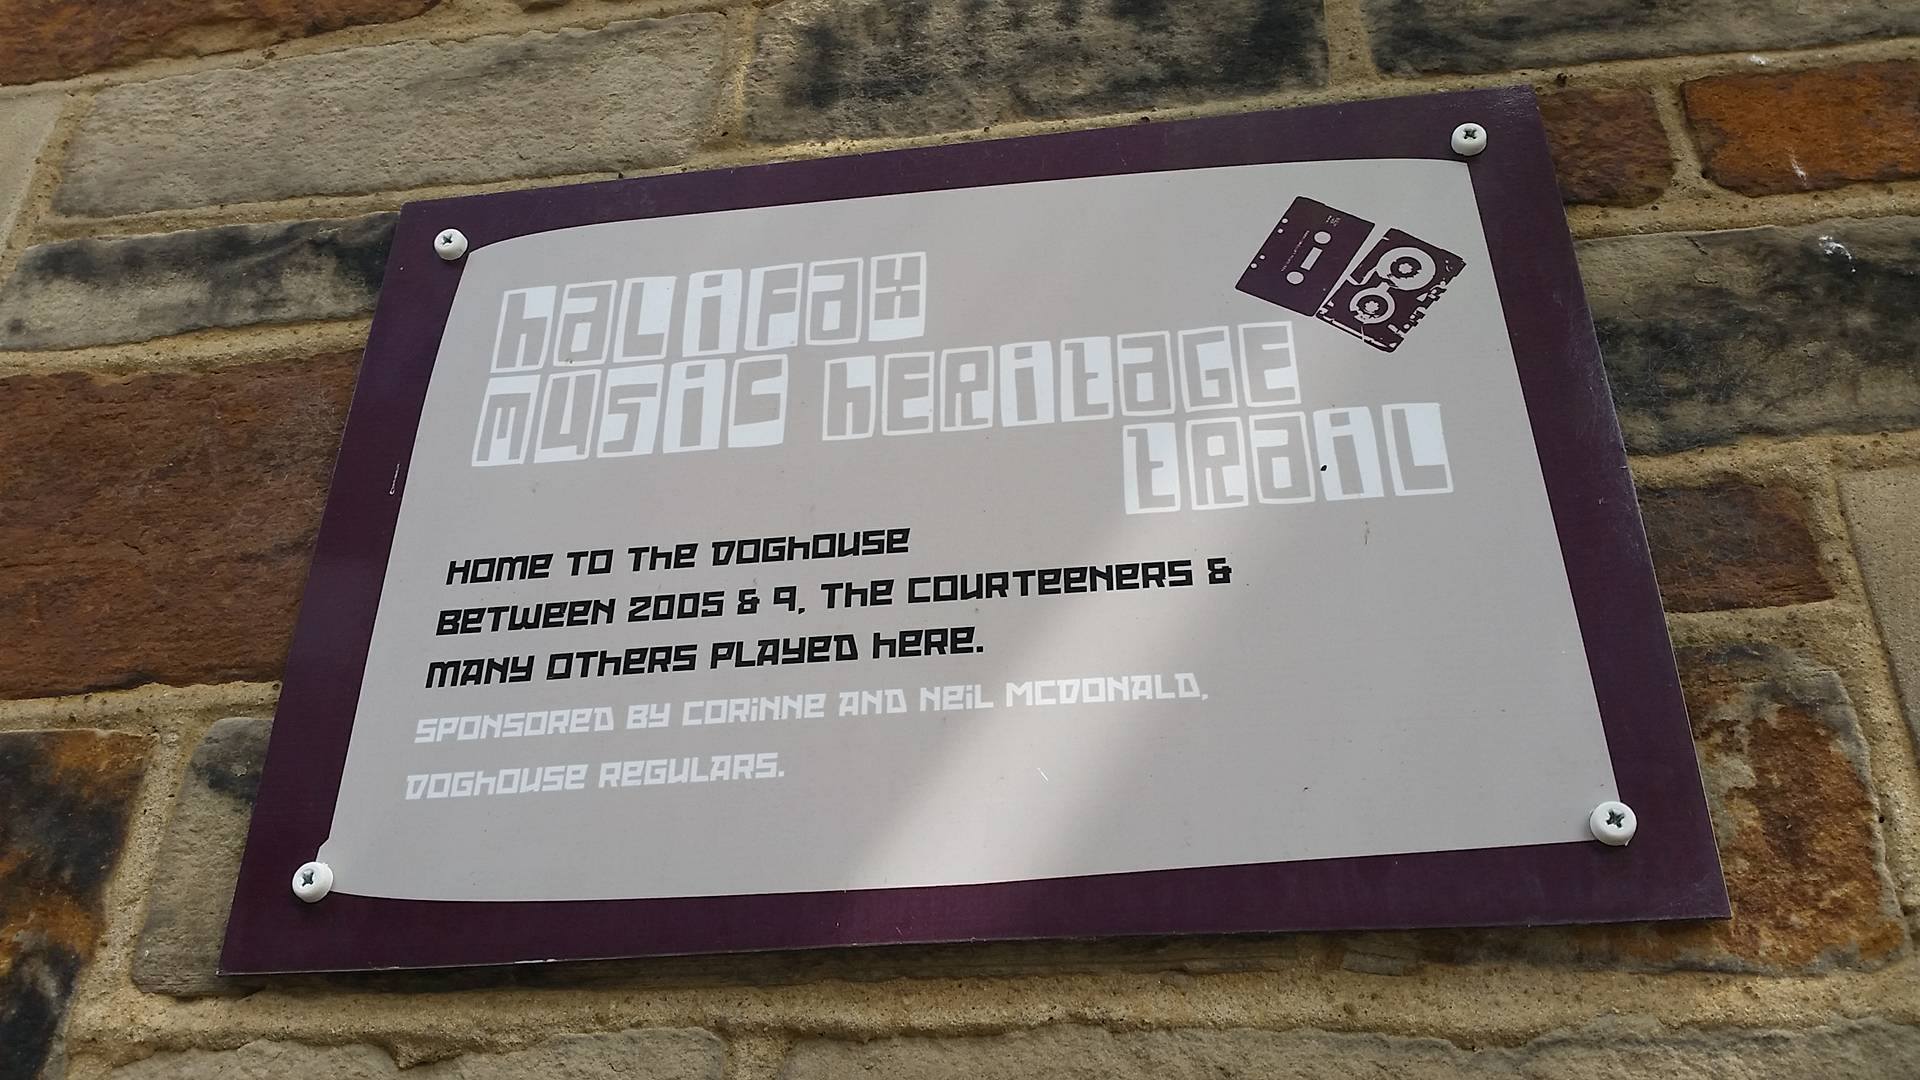 HALIFAX
MUSIC HERITAGE
TRAIL
HOME TO THE DOGHOUSE
BETWEEN 2005 & 9, THE COURTEENERS &
MANY OTHERS PLAYED HERE.
SPONSORED BY CORINNE AND NEIL MCDONALD,
DOGHOUSE REGULARS.